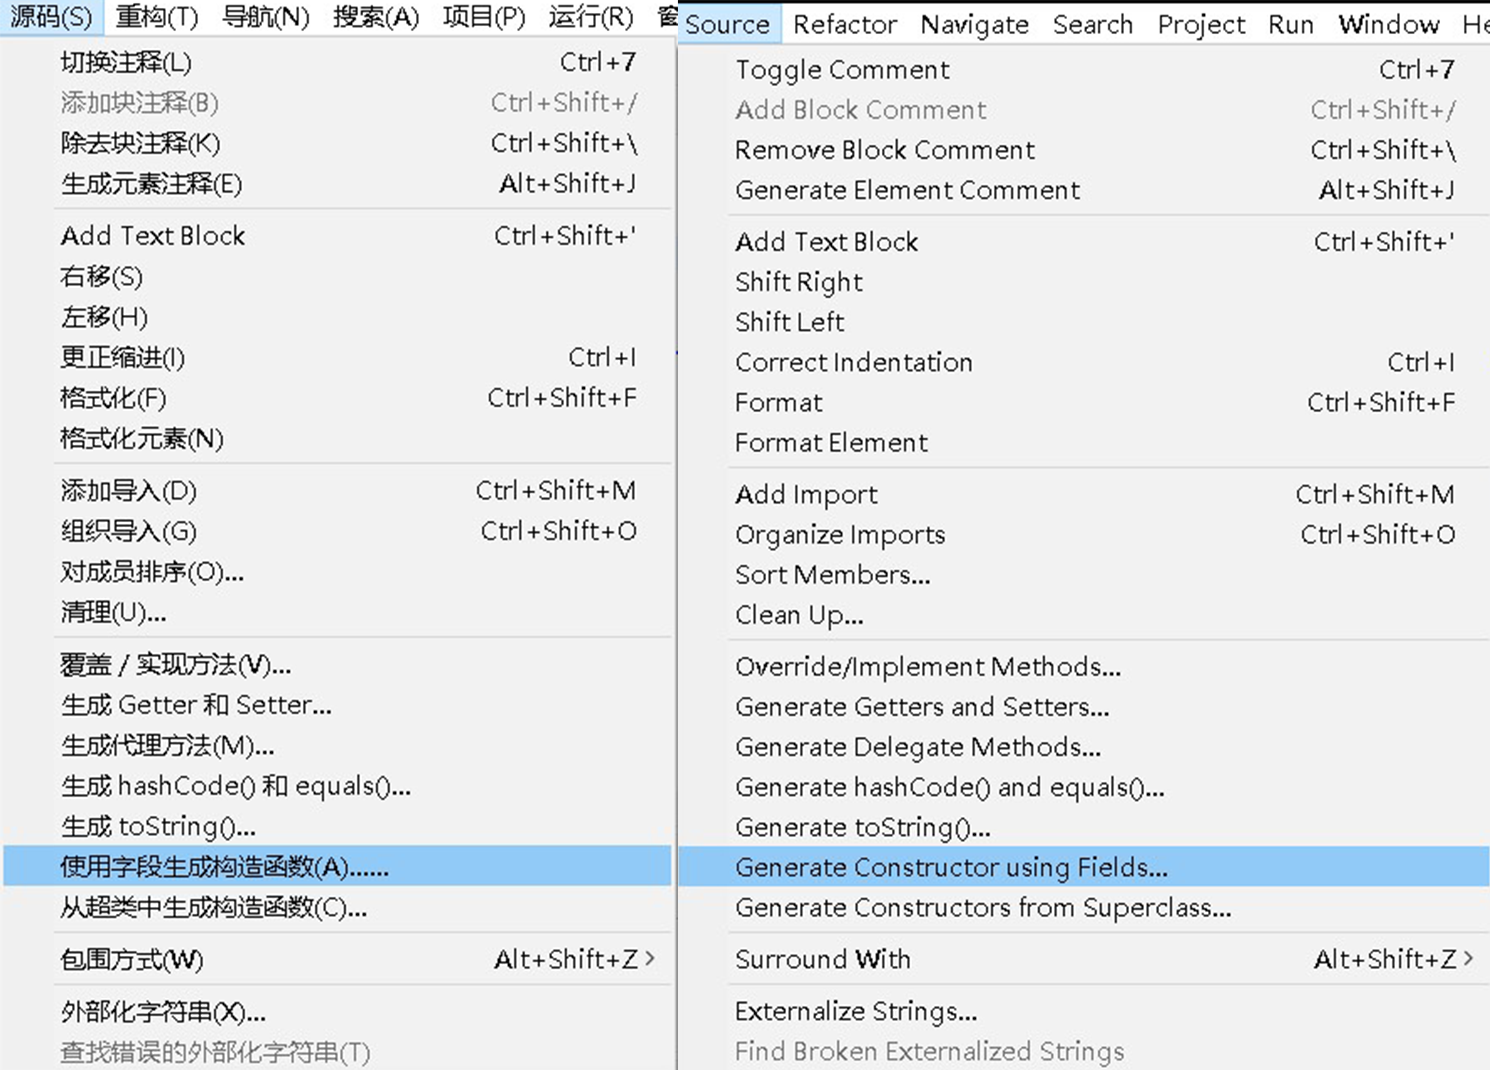 源码(S) 重构(T) 导航(N) 搜索(A) 项目(P) 运行(R)
切换注释(L) Ctrl+7
添加块注释(B) Ctrl+Shift+/
除去块注释(K) Ctrl+Shift+\
生成元素注释(E) Alt+Shift+J
Add Text Block Ctrl+Shift+'
右移(S)
左移(H)
更正缩进(I) Ctrl+I
格式化(F) Ctrl+Shift+F
格式化元素(N)
添加导入(D) Ctrl+Shift+M
组织导入(G) Ctrl+Shift+O
对成员排序(O)...
清理(U)...
覆盖 / 实现方法(V)...
生成 Getter 和 Setter...
生成代理方法(M)...
生成 hashCode() 和 equals()...
生成 toString()...
使用字段生成构造函数(A)......
从超类中生成构造函数(C)...
包围方式(W) Alt+Shift+Z >
外部化字符串(X)...
查找错误的外部化字符串(T)
Source Refactor Navigate Search Project Run Window He
Toggle Comment Ctrl+7
Add Block Comment Ctrl+Shift+/
Remove Block Comment Ctrl+Shift+\
Generate Element Comment Alt+Shift+J
Add Text Block Ctrl+Shift+'
Shift Right
Shift Left
Correct Indentation Ctrl+I
Format Ctrl+Shift+F
Format Element
Add Import Ctrl+Shift+M
Organize Imports Ctrl+Shift+O
Sort Members...
Clean Up...
Override/Implement Methods...
Generate Getters and Setters...
Generate Delegate Methods...
Generate hashCode() and equals()...
Generate toString()...
Generate Constructor using Fields...
Generate Constructors from Superclass...
Surround With Alt+Shift+Z >
Externalize Strings...
Find Broken Externalized Strings